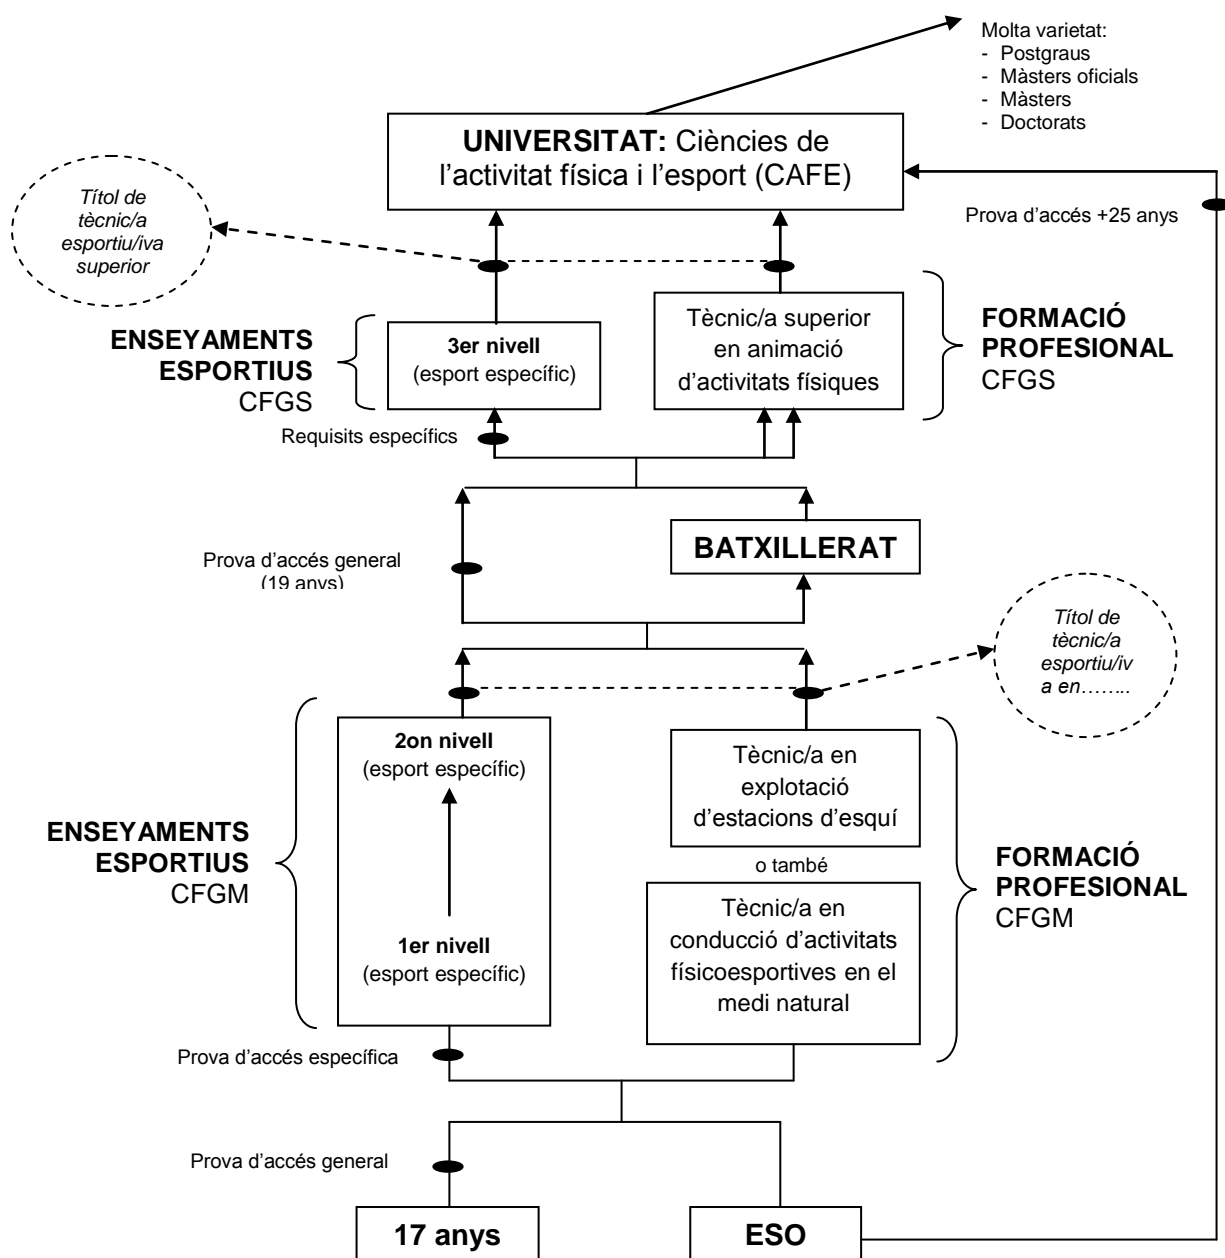 Molta varietat:
- Postgraus
- Màsters oficials
- Màsters
- Doctorats
UNIVERSITAT: Ciències de
l'activitat física i l'esport (CAFE)
Títol de
tècnic/a
esportiu/iva
superior
Prova d'accés +25 anys
ENSEYAMENTS
ESPORTIUS
CFGS
3er nivell
(esport específic)
Tècnic/a superior
en animació
d'activitats físiques
FORMACIÓ
PROFESIONAL
CFGS
Requisits específics
Prova d'accés general
(19 anys)
BATXILLERAT
Títol de
tècnic/a
esportiu/iv
a en……..
2on nivell
(esport específic)
1er nivell
(esport específic)
ENSEYAMENTS
ESPORTIUS
CFGM
Tècnic/a en
explotació
d'estacions d'esquí
o també
Tècnic/a en
conducció d'activitats
físicoesportives en el
medi natural
FORMACIÓ
PROFESIONAL
CFGM
Prova d'accés específica
Prova d'accés general
17 anys
ESO